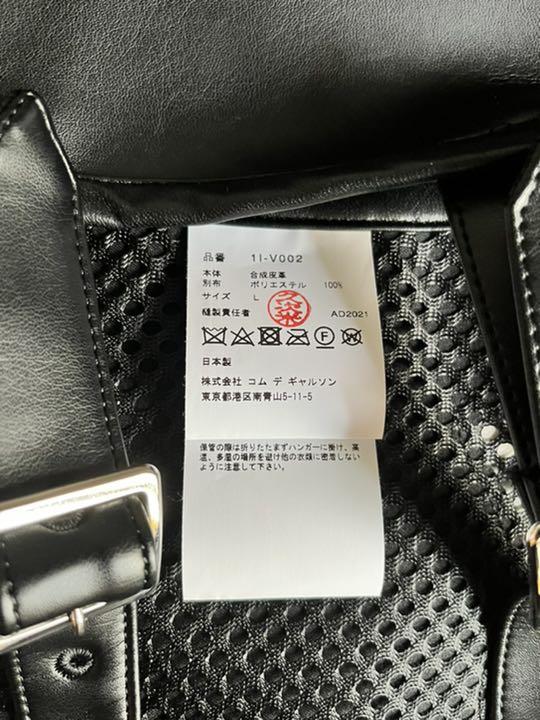 品番 1I-V002
本体 合成皮革
別布 ポリエステル 100%
サイズ L
縫製責任者 AD2021
F W
日本製
株式会社 コム デ ギャルソン
東京都港区南青山5-11-5
保管の際は折りたたまずハンガーに掛け、高
温、多湿の場所を避け他の衣類に密着しない
ように注意して下さい。